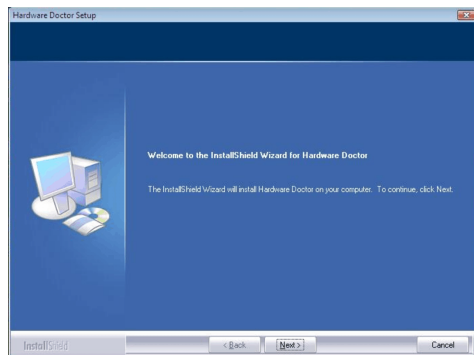 Hardware Doctor Setup
Welcome to the InstallShield Wizard for Hardware Doctor
The InstallShield Wizard will install Hardware Doctor on your computer. To continue, click Next.
InstallShield
< Back
Next >
Cancel